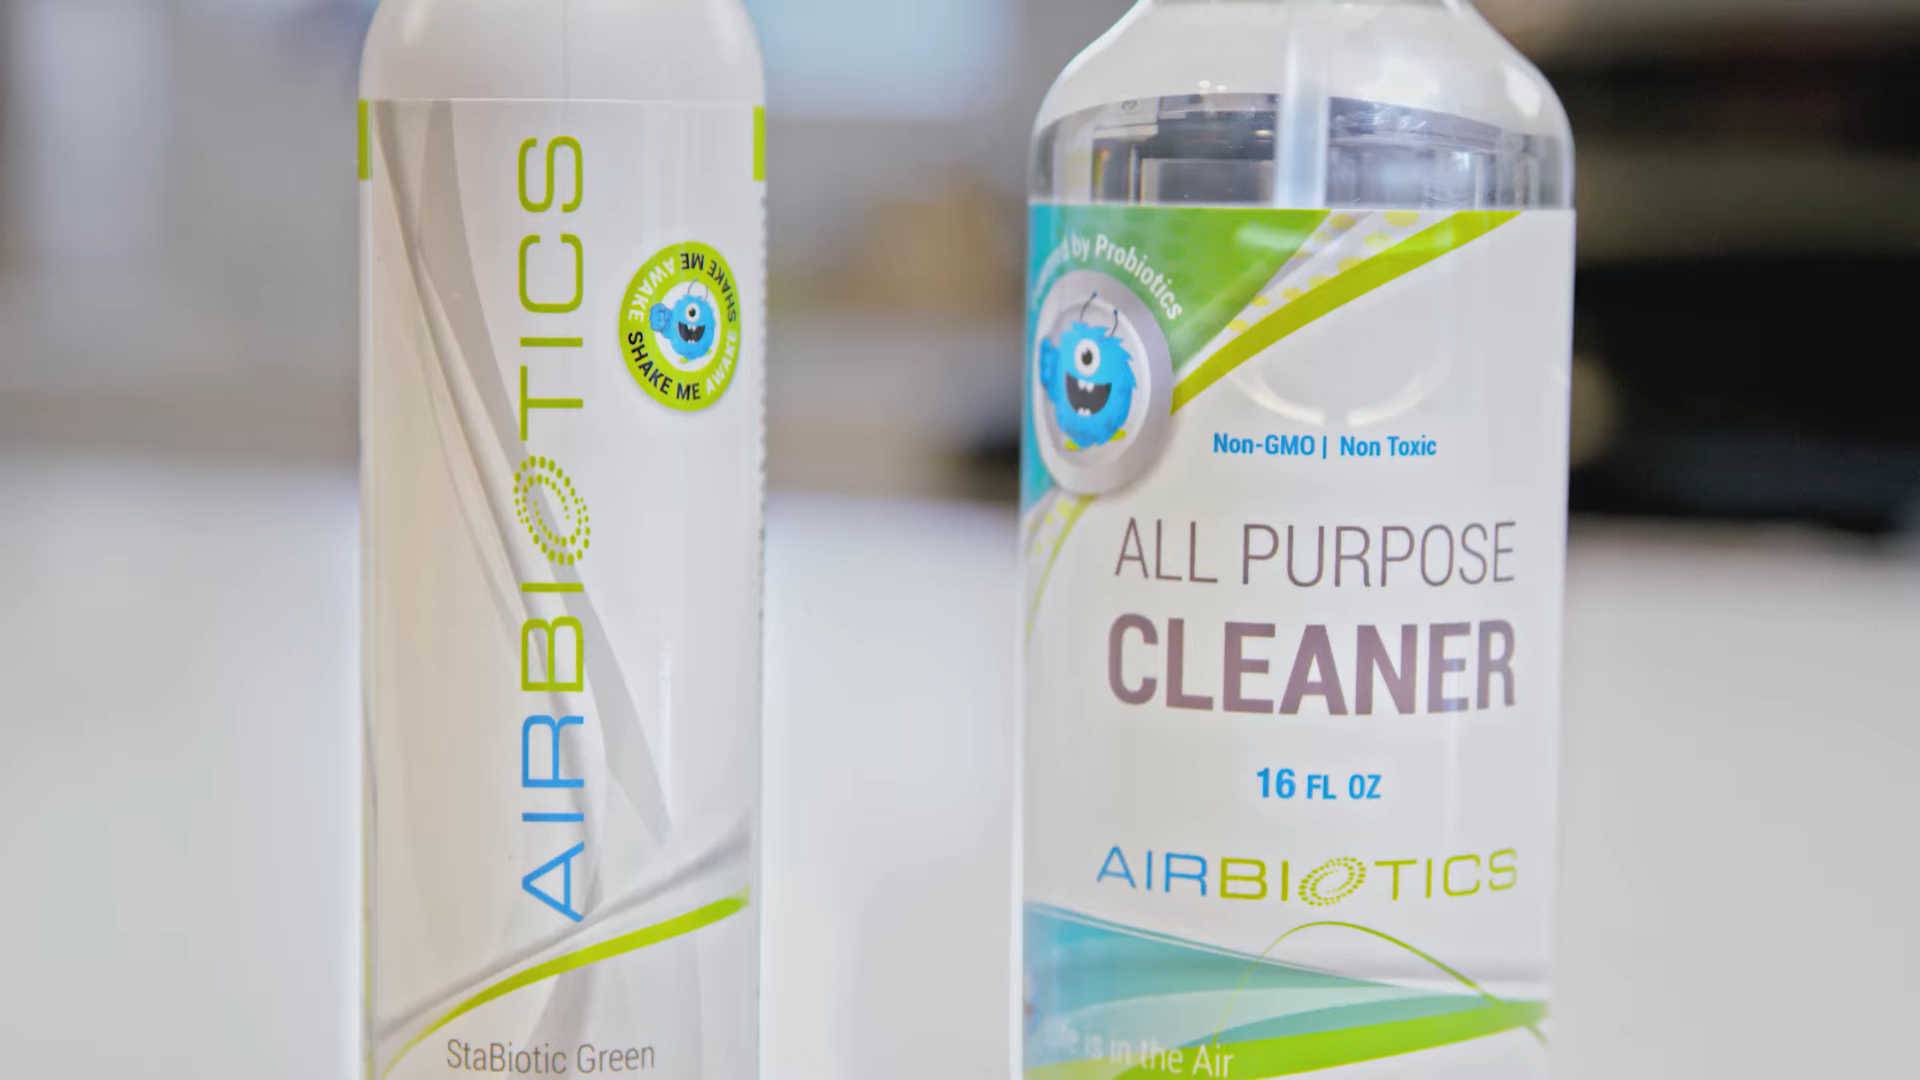 AIRBIOTICS
SHAKE ME AWAKE SHAKE ME AWAKE
StaBiotic Green
by Probiotics
Non-GMO | Non Toxic
ALL PURPOSE
CLEANER
16 FL OZ
AIRBIOTICS
is in the Air